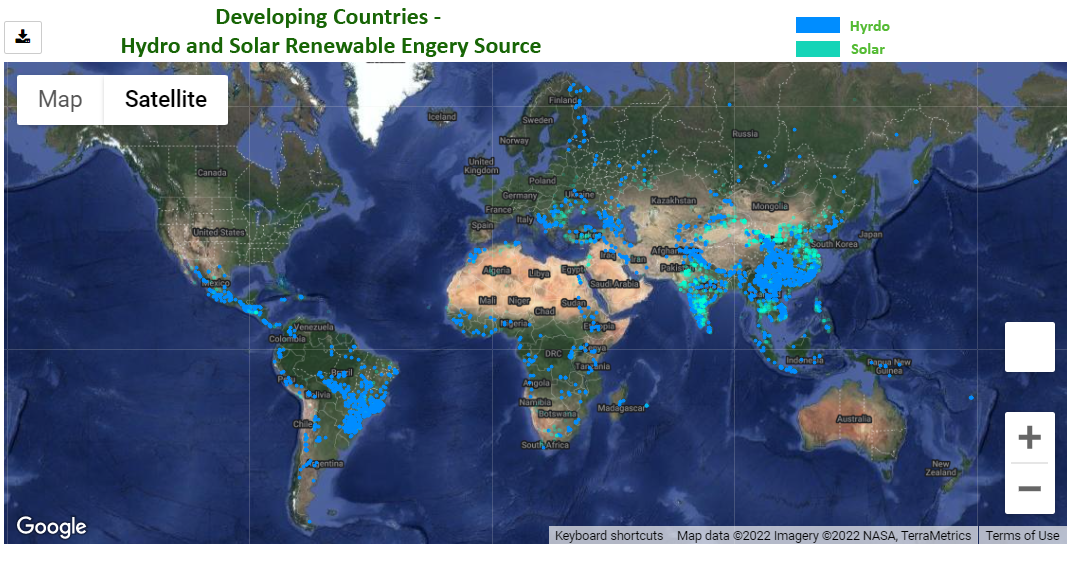 Developing Countries -
Hydro and Solar Renewable Engery Source
Hyrdo
Solar
Map
Satellite
Iceland
Finland
Sweden
Norway
Russia
United
Kingdom
Canada
Poland
Germany
Ukraine
Kazakhstan
Mongolia
France
Italy
Spain
United States
Japan
South Korea
Iraq
Iran
Mexico
Algeria
Libya
Egypt
Saudi Arabia
Mali
Niger
Chad
Sudan
Nigeria
Ethiopia
Venezuela
Colombia
DRC
Kenya
Tanzania
Brazil
Indonesia
Papua New
Guinea
Bolivia
Angola
Namibia
Botswana
Madagascar
Chile
Australia
South Africa
Argentina
New
Zealand
Google
Keyboard shortcuts
Map data ©2022 Imagery ©2022 NASA, TerraMetrics
Terms of Use